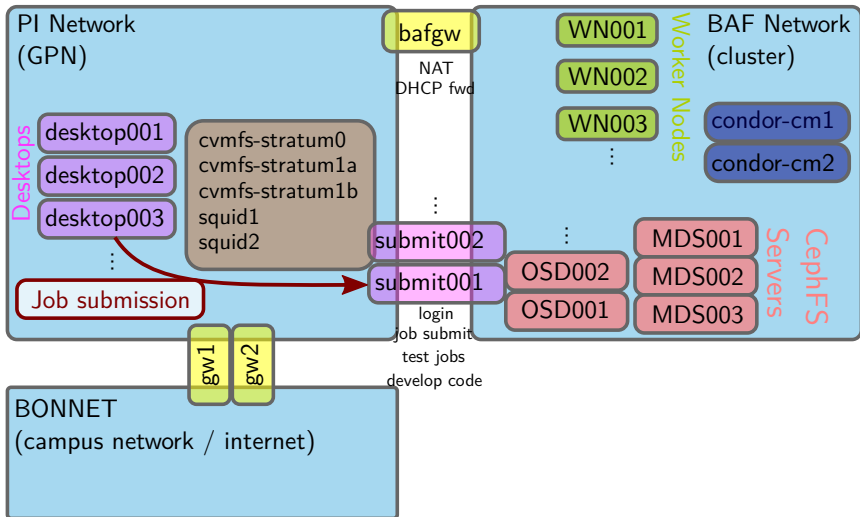 PI Network
(GPN)
bafgw
NAT
DHCP fwd
BAF Network
(cluster)
WN001
WN002
WN003
...
Worker Nodes
condor-cm1
condor-cm2
Desktops
desktop001
desktop002
desktop003
...
cvmfs-stratum0
cvmfs-stratum1a
cvmfs-stratum1b
squid1
squid2
Job submission
...
submit002
submit001
login
job submit
test jobs
develop code
...
OSD002
OSD001
MDS001
MDS002
MDS003
CephFS
Servers
gw1
gw2
BONNET
(campus network / internet)